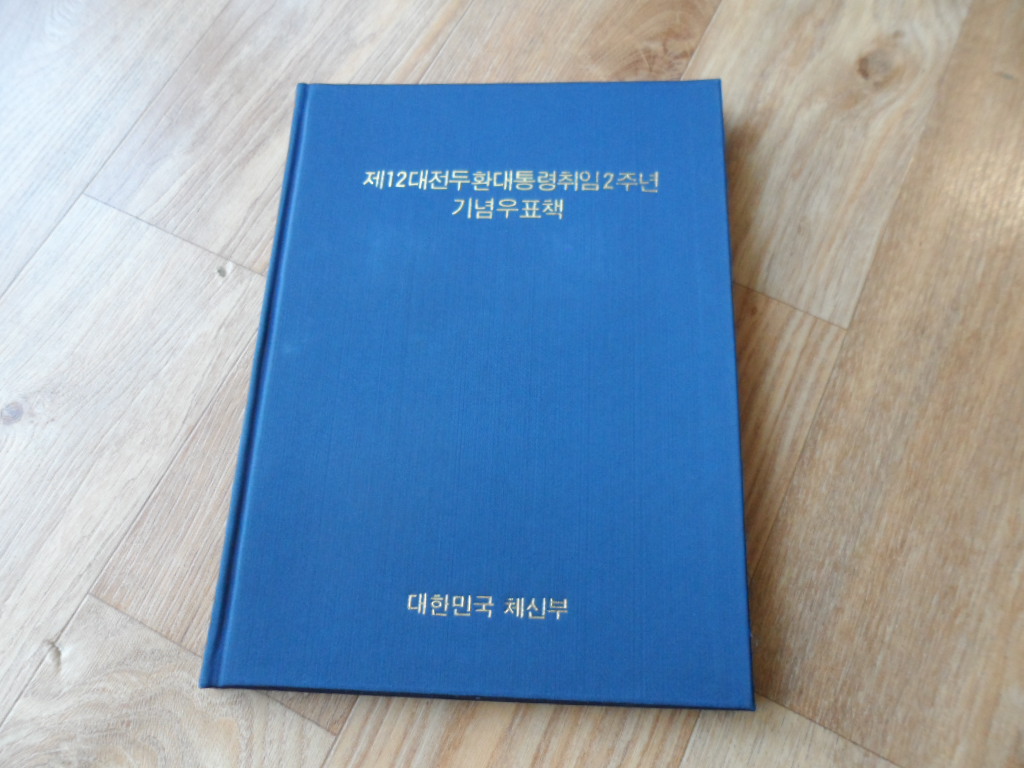 제12대전두환대통령취임2주년
기념우표책
대한민국 체신부